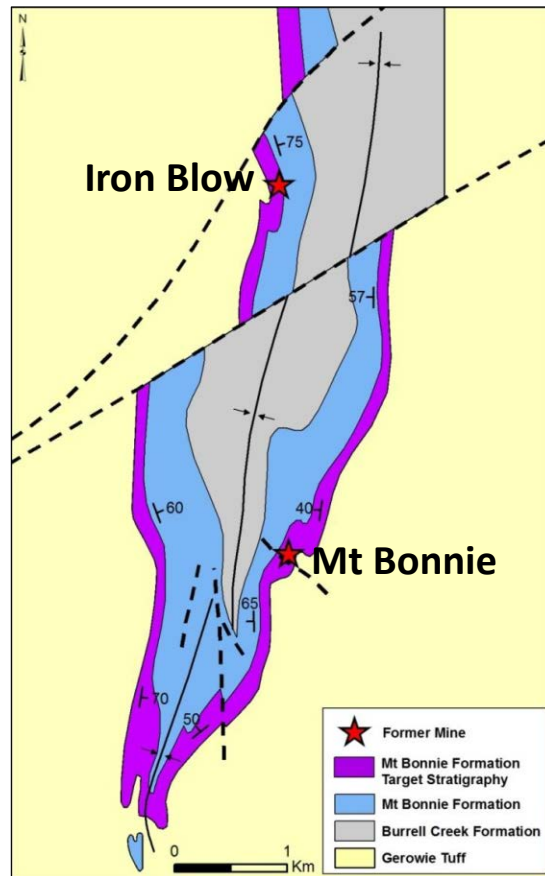 N
75
Iron Blow
57
60
40
Mt Bonnie
65
70
50
0 1
Km
Former Mine
Mt Bonnie Formation
Target Stratigraphy
Mt Bonnie Formation
Burrell Creek Formation
Gerowie Tuff